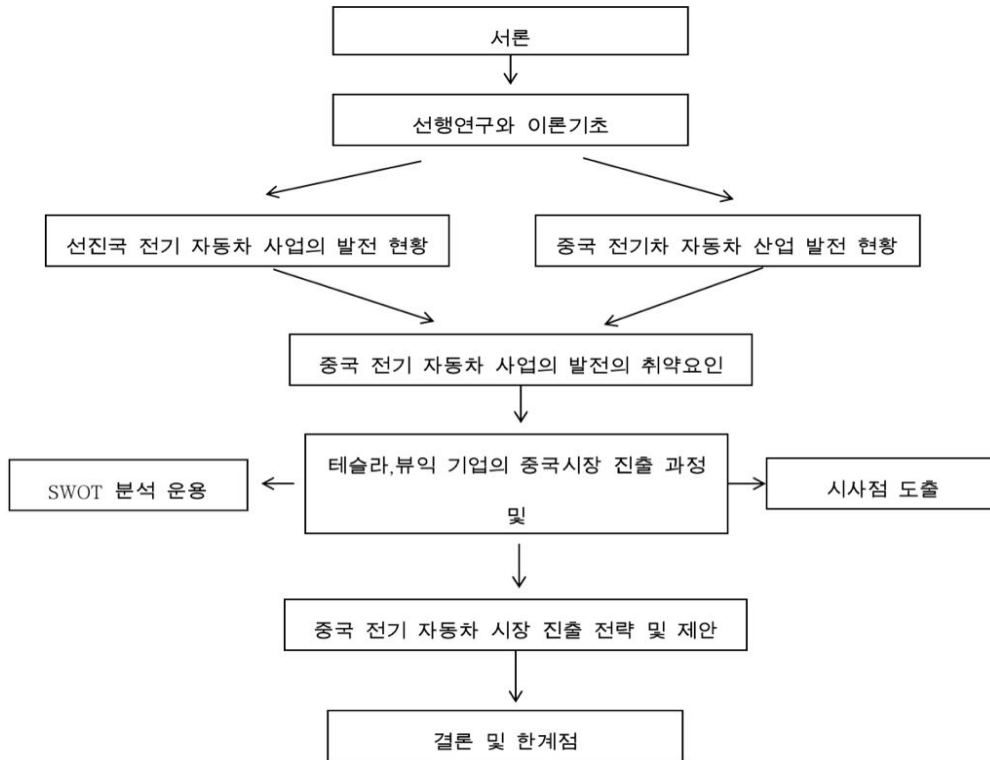 서론
선행연구와 이론기초
선진국 전기 자동차 사업의 발전 현황
중국 전기차 자동차 산업 발전 현황
중국 전기 자동차 사업의 발전의 취약요인
테슬라,뷰익 기업의 중국시장 진출 과정
및
SWOT 분석 운용
시사점 도출
중국 전기 자동차 시장 진출 전략 및 제안
결론 및 한계점